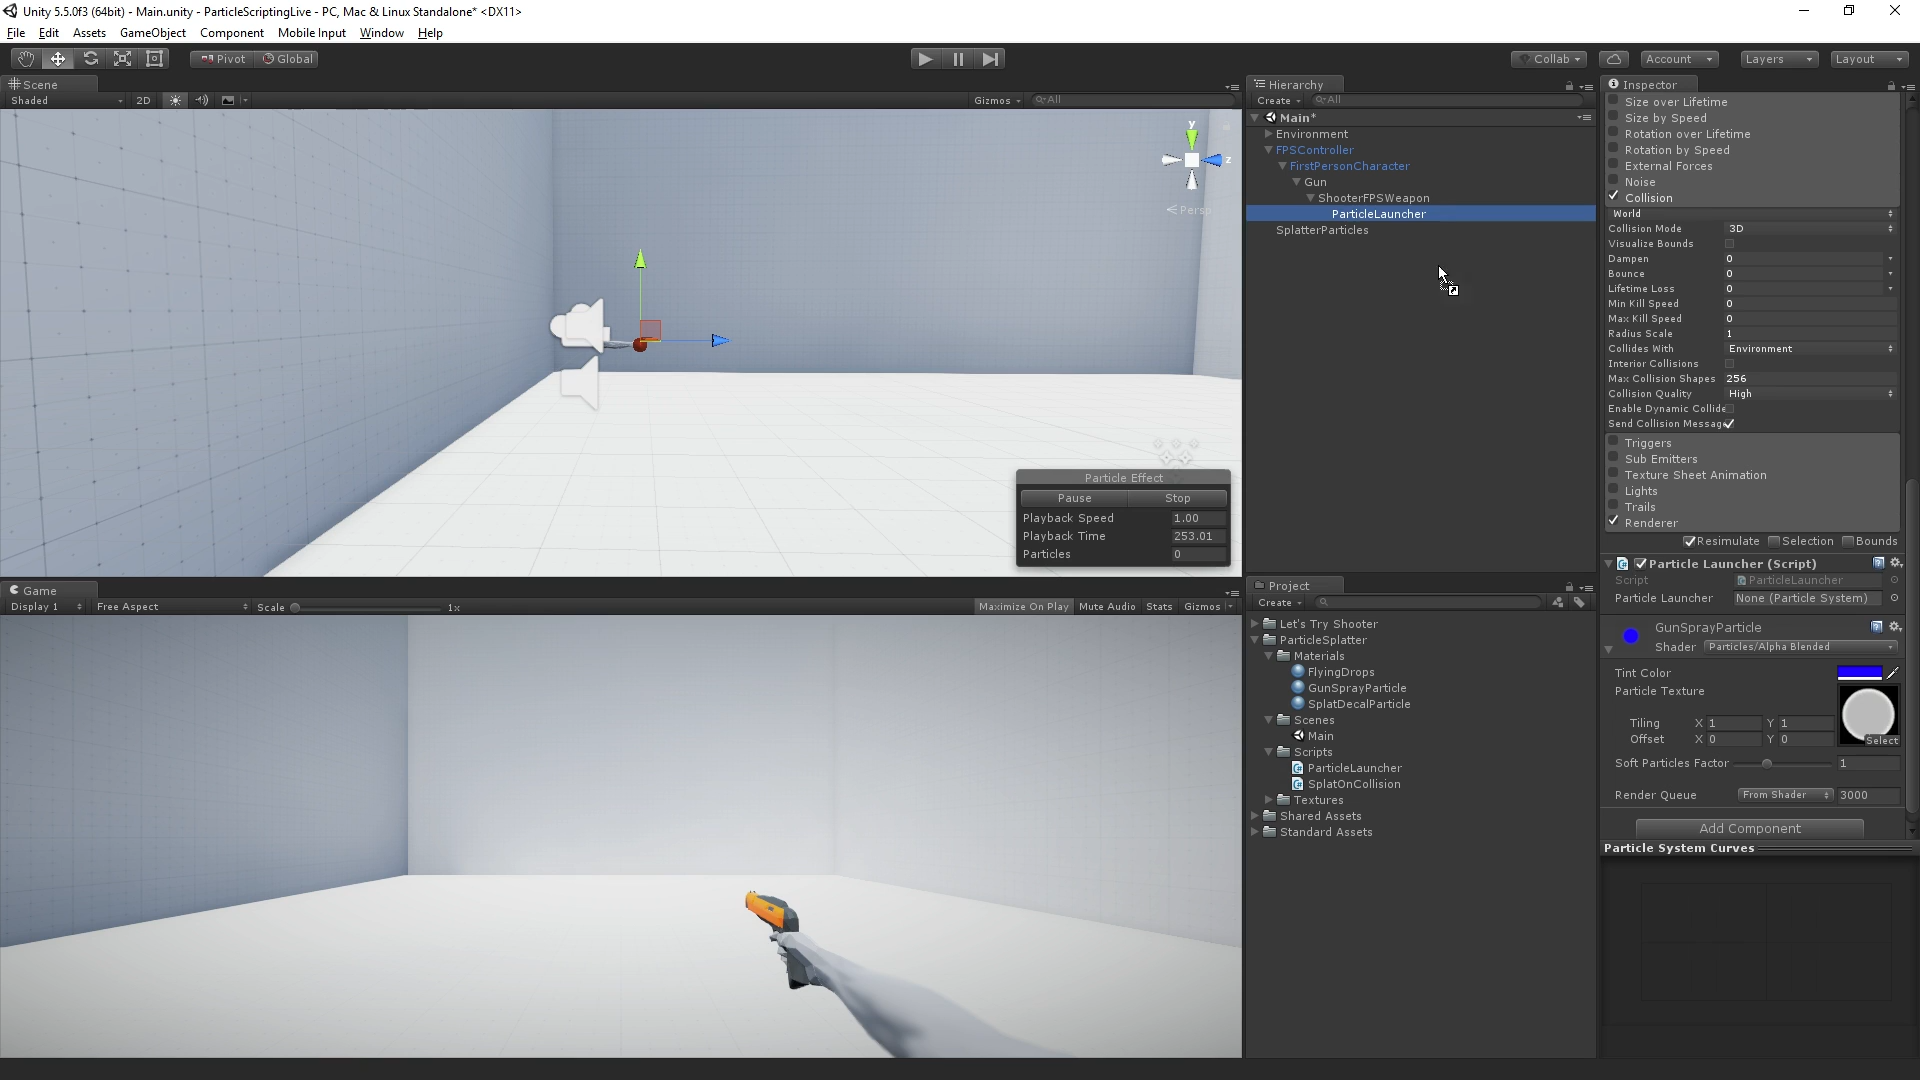 Unity 5.5.0f3 (64bit) - Main.unity - ParticleScriptingLive - PC, Mac & Linux Standalone* <DX11>
File Edit Assets GameObject Component Mobile Input Window Help
Pivot Global Collab Account Layers Layout
Scene
Shaded 2D Gizmos All
y
z
Persp
Particle Effect
Pause Stop
Playback Speed 1.00
Playback Time 253.01
Particles 0
Game
Display 1 Free Aspect Scale 1x Maximize On Play Mute Audio Stats Gizmos
Hierarchy
Create All
Main*
Environment
FPSController
FirstPersonCharacter
Gun
ShooterFPSWeapon
ParticleLauncher
SplatterParticles
Project
Create
Let's Try Shooter
ParticleSplatter
Materials
FlyingDrops
GunSprayParticle
SplatDecalParticle
Scenes
Main
Scripts
ParticleLauncher
SplatOnCollision
Textures
Shared Assets
Standard Assets
Inspector
Size over Lifetime
Size by Speed
Rotation over Lifetime
Rotation by Speed
External Forces
Noise
Collision
World
Collision Mode 3D
Visualize Bounds
Dampen 0
Bounce 0
Lifetime Loss 0
Min Kill Speed 0
Max Kill Speed 0
Radius Scale 1
Collides With Environment
Interior Collisions
Max Collision Shapes 256
Collision Quality High
Enable Dynamic Collide
Send Collision Messag
Triggers
Sub Emitters
Texture Sheet Animation
Lights
Trails
Renderer
Resimulate Selection Bounds
Particle Launcher (Script)
Script ParticleLauncher
Particle Launcher None (Particle System)
GunSprayParticle
Shader Particles/Alpha Blended
Tint Color
Particle Texture
Tiling X 1 Y 1
Offset X 0 Y 0
Select
Soft Particles Factor 1
Render Queue From Shader 3000
Add Component
Particle System Curves